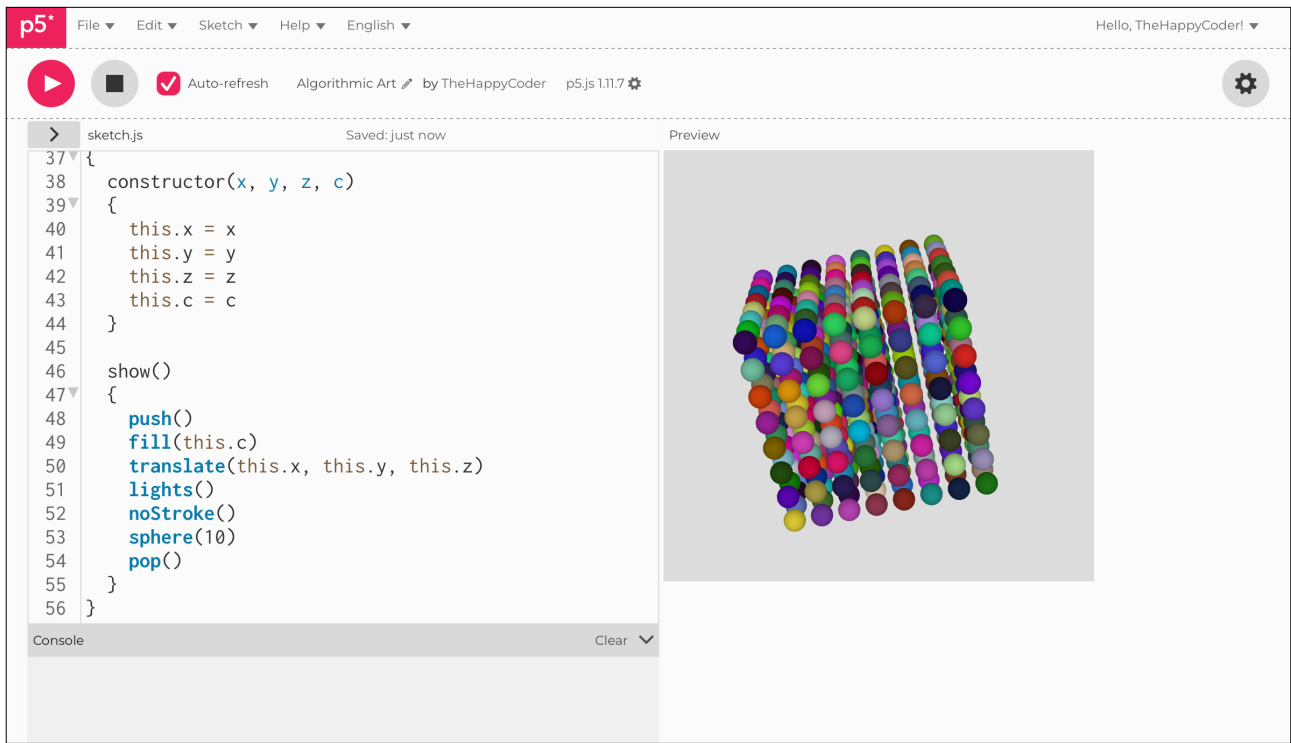 p5* File Edit Sketch Help English Hello, TheHappyCoder!
Auto-refresh Algorithmic Art by TheHappyCoder p5.js 1.11.7
sketch.js Saved: just now Preview
37 {
38 constructor(x, y, z, c)
39 {
40 this.x = x
41 this.y = y
42 this.z = z
43 this.c = c
44 }
45
46 show()
47 {
48 push()
49 fill(this.c)
50 translate(this.x, this.y, this.z)
51 lights()
52 noStroke()
53 sphere(10)
54 pop()
55 }
56 }
Console Clear